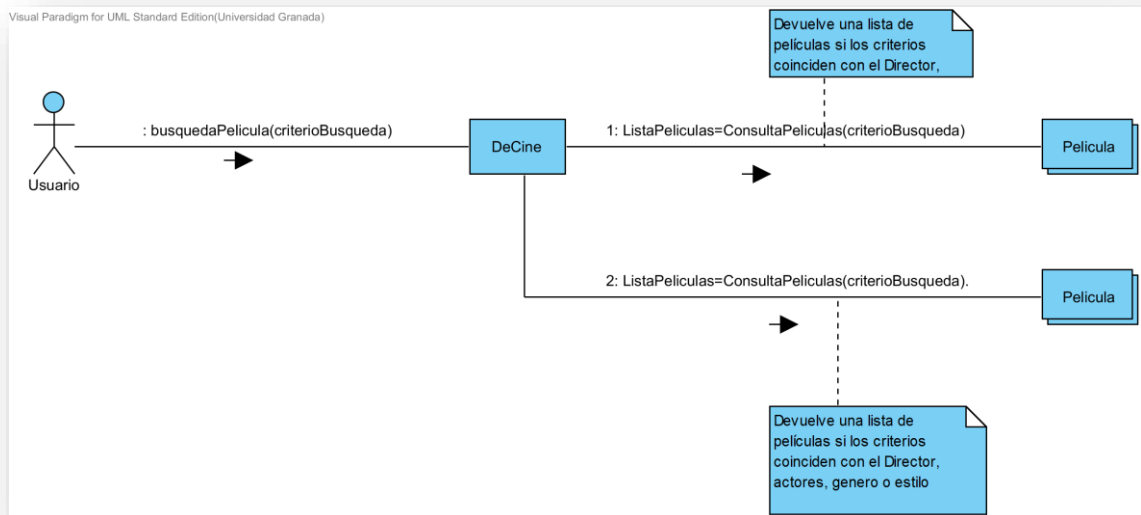 Visual Paradigm for UML Standard Edition(Universidad Granada)
Devuelve una lista de
películas si los criterios
coinciden con el Director,
: busquedaPelicula(criterioBusqueda)
1: ListaPeliculas=ConsultaPeliculas(criterioBusqueda)
DeCine
Pelicula
Usuario
2: ListaPeliculas=ConsultaPeliculas(criterioBusqueda).
Pelicula
Devuelve una lista de
películas si los criterios
coinciden con el Director,
actores, genero o estilo